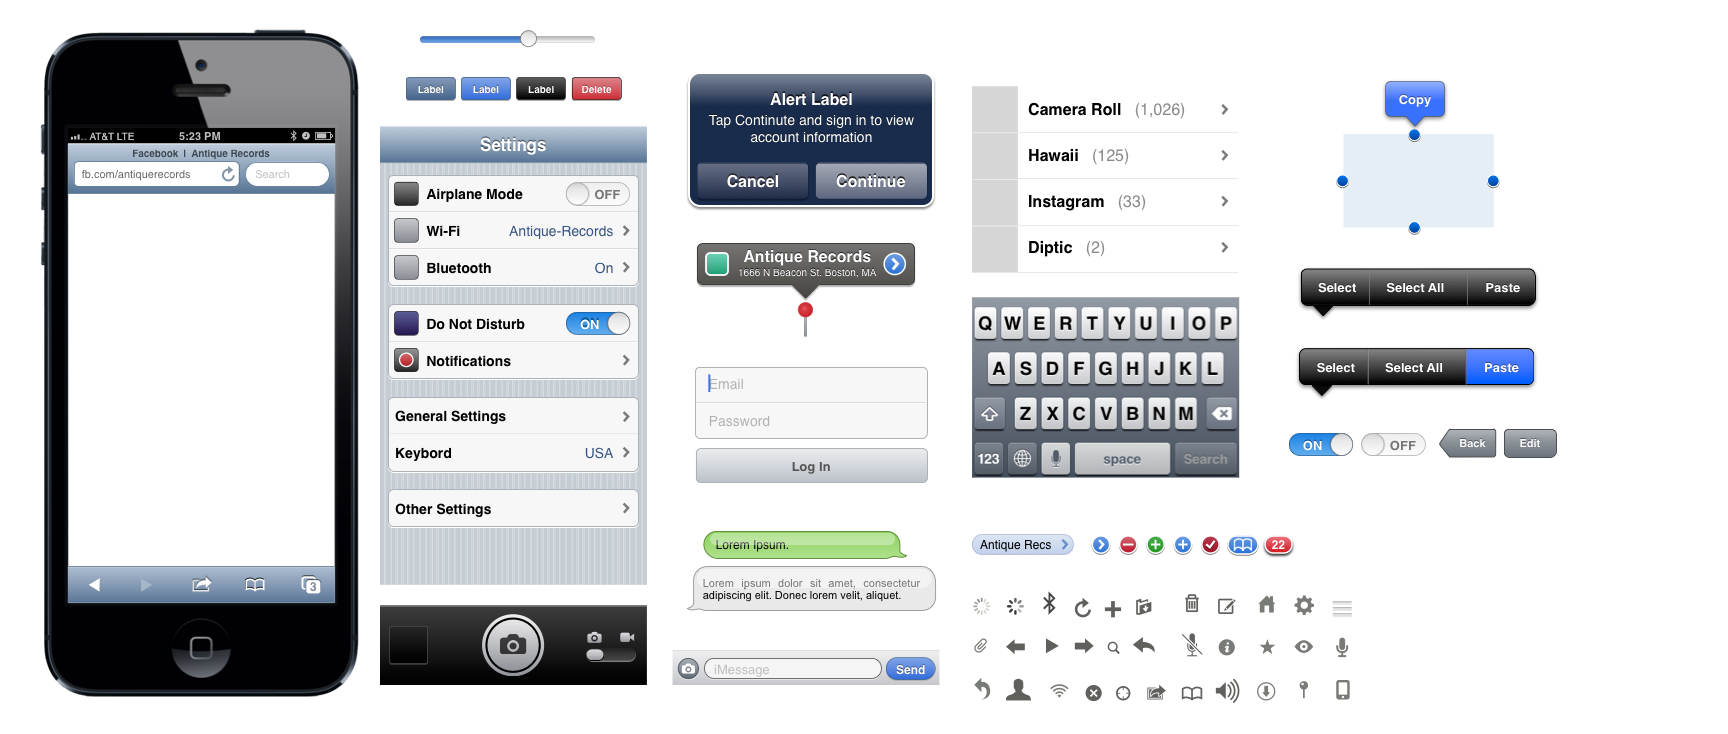 AT&T LTE 5:23 PM
Facebook | Antique Records
fb.com/antiquerecords Search
3
Label Label Label Delete
Settings
Airplane Mode OFF
Wi-Fi Antique-Records
Bluetooth On
Do Not Disturb ON
Notifications
General Settings
Keybord USA
Other Settings
Alert Label
Tap Continute and sign in to view
account information
Cancel Continue
Antique Records
1666 N Beacon St. Boston, MA
Email
Password
Log In
Lorem Ipsum.
Lorem ipsum dolor sit amet, consectetur
adipiscing elit. Donec lorem velit, aliquet.
iMessage Send
Camera Roll (1,026)
Hawaii (125)
Instagram (33)
Diptic (2)
Q W E R T Y U I O P
A S D F G H J K L
Z X C V B N M
123 space Search
Antique Recs 22
Copy
Select Select All Paste
Select Select All Paste
ON OFF Back Edit